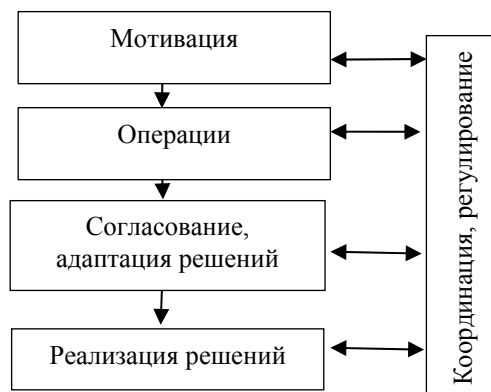 Мотивация
Операции
Согласование,
адаптация решений
Реализация решений
Координация, регулирование